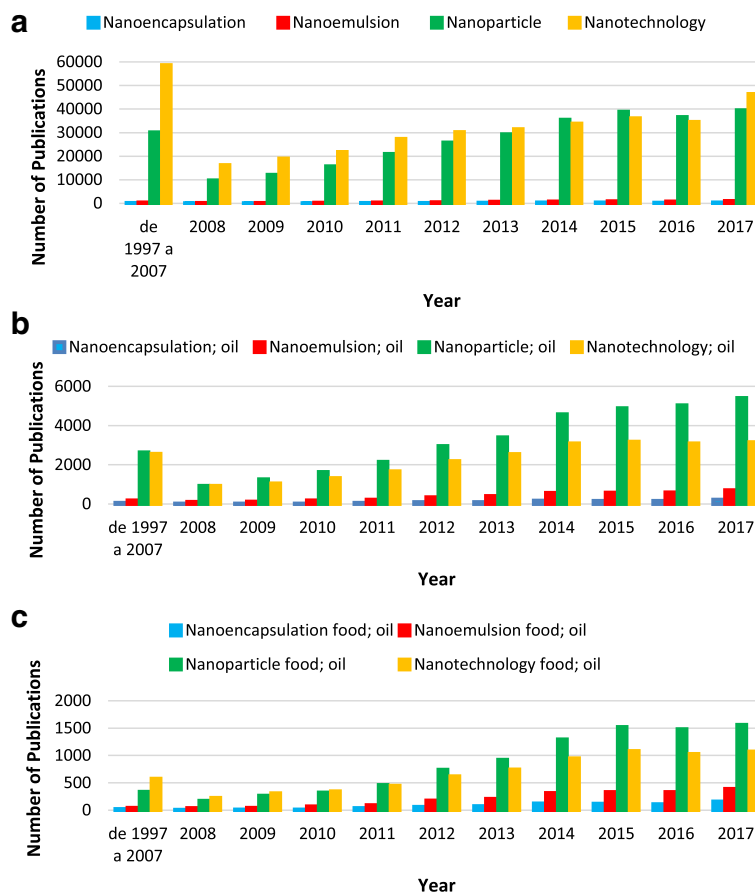 a
Nanoencapsulation Nanoemulsion Nanoparticle Nanotechnology
Number of Publications
60000
50000
40000
30000
20000
10000
0
de 1997 a 2007 2008 2009 2010 2011 2012 2013 2014 2015 2016 2017
Year
b
Nanoencapsulation; oil Nanoemulsion; oil Nanoparticle; oil Nanotechnology; oil
Number of Publications
6000
4000
2000
0
de 1997 a 2007 2008 2009 2010 2011 2012 2013 2014 2015 2016 2017
Year
c
Nanoencapsulation food; oil Nanoemulsion food; oil
Nanoparticle food; oil Nanotechnology food; oil
Number of Publications
2000
1500
1000
500
0
de 1997 a 2007 2008 2009 2010 2011 2012 2013 2014 2015 2016 2017
Year